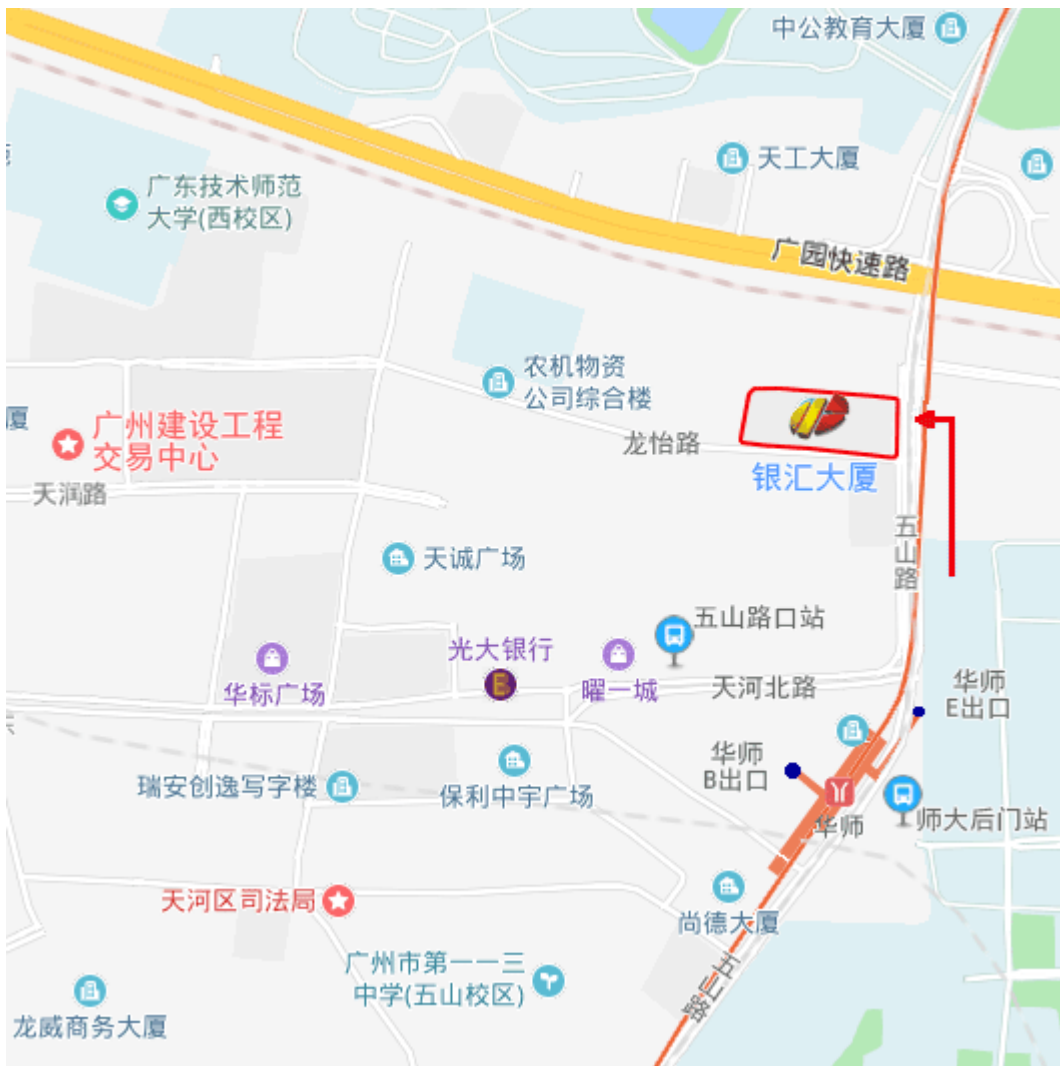 中公教育大厦
天工大厦
广东技术师范
大学(西校区)
广园快速路
农机物资
公司综合楼
厦
广州建设工程
交易中心
龙怡路
银汇大厦
天润路
五山路
天诚广场
五山路口站
光大银行
曜一城
天河北路
华标广场
华师
E出口
华师
B出口
瑞安创逸写字楼
保利中宇广场
华师
师大后门站
天河区司法局
尚德大厦
广州市第一一三
中学(五山校区)
五山路
龙威商务大厦